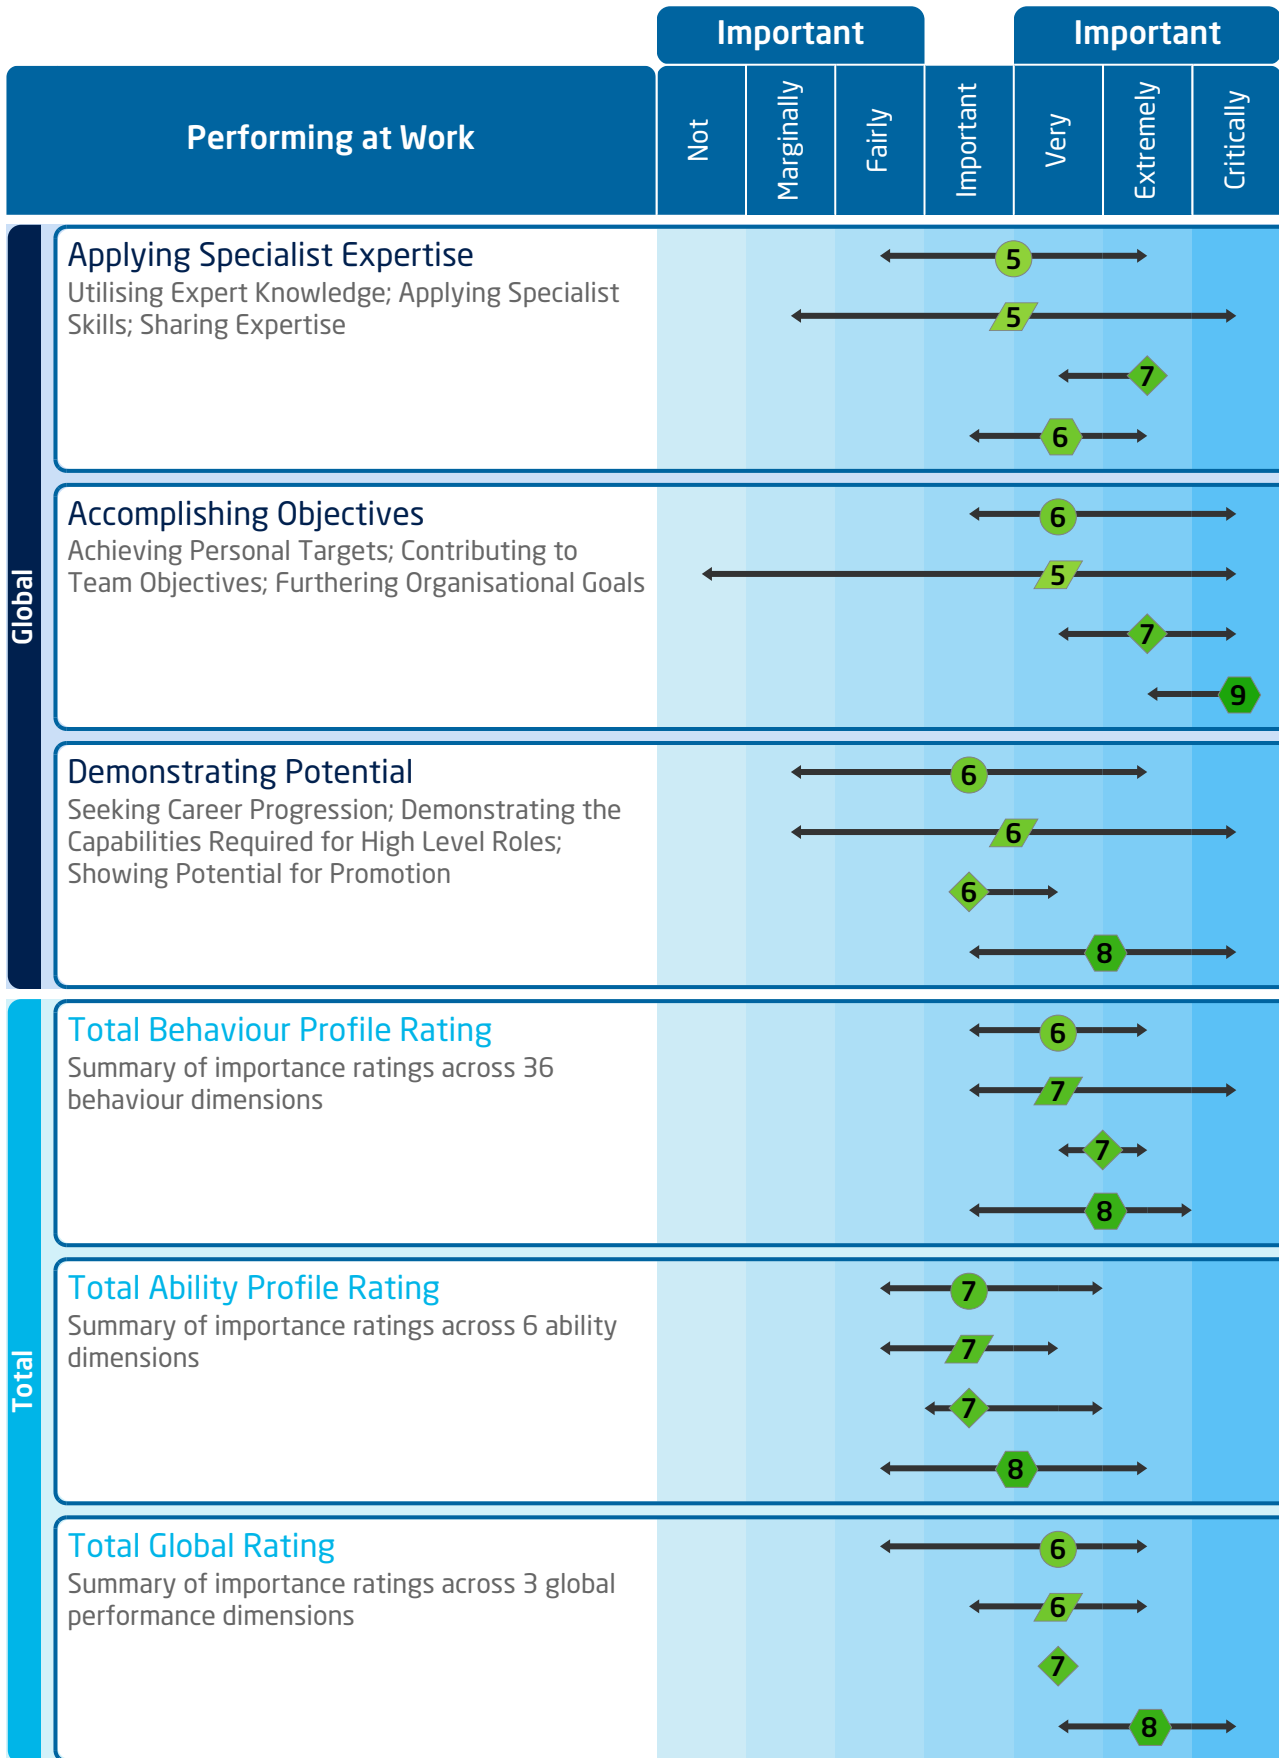 Important
Important
Performing at Work
Not
Marginally
Fairly
Important
Very
Extremely
Critically
Global
Applying Specialist Expertise
Utilising Expert Knowledge; Applying Specialist
Skills; Sharing Expertise
5
5
7
6
Accomplishing Objectives
Achieving Personal Targets; Contributing to
Team Objectives; Furthering Organisational Goals
6
5
7
9
Demonstrating Potential
Seeking Career Progression; Demonstrating the
Capabilities Required for High Level Roles;
Showing Potential for Promotion
6
6
6
8
Total
Total Behaviour Profile Rating
Summary of importance ratings across 36
behaviour dimensions
6
7
7
8
Total Ability Profile Rating
Summary of importance ratings across 6 ability
dimensions
7
7
7
8
Total Global Rating
Summary of importance ratings across 3 global
performance dimensions
6
6
7
8